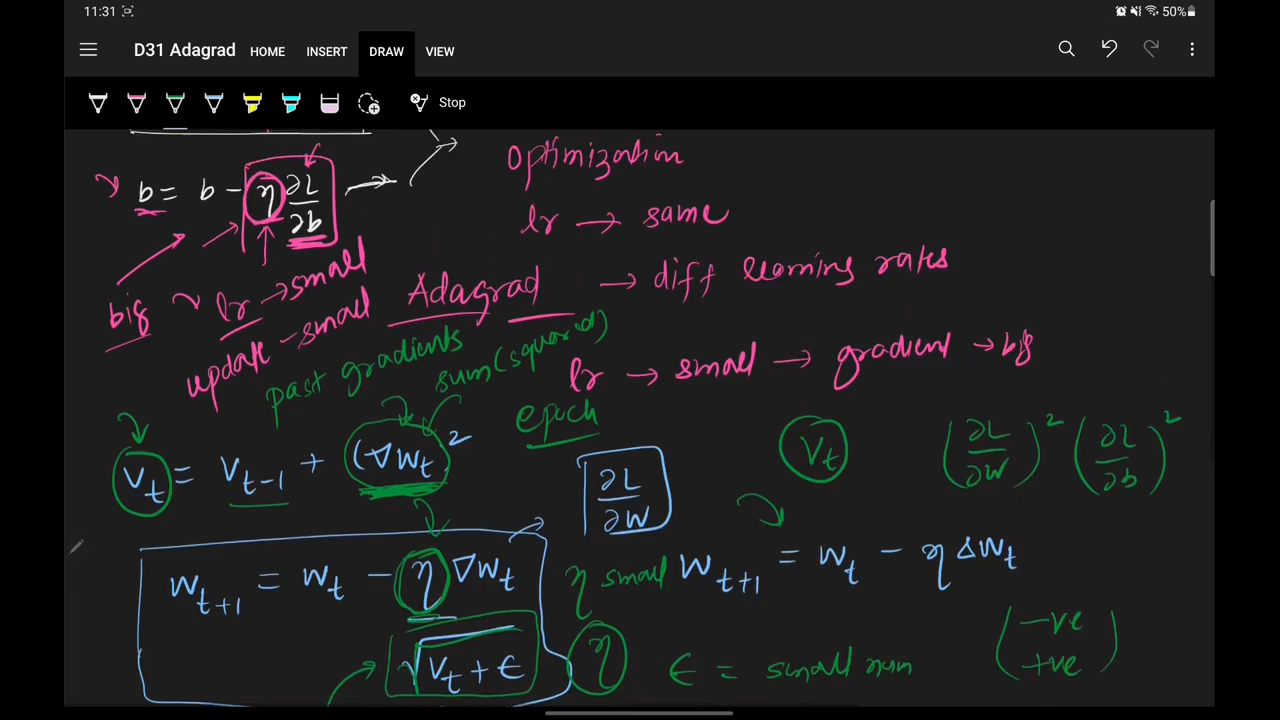 11:31 50%
D31 Adagrad HOME INSERT DRAW VIEW
Stop
b = b - η ∂L/∂b
Optimization
lr → same
big
lr → small
update - small
Adagrad → diff learning rates
past gradients
sum(squared)
lr → small → gradient → big
epoch
Vt = Vt-1 + (∇Wt)²
∂L/∂W
Vt (∂L/∂W)² (∂L/∂b)²
Wt+1 = Wt - η/√(Vt + ϵ) ∇Wt
η small Wt+1 = Wt - η ΔWt
η
ϵ = small num
(-ve +ve)